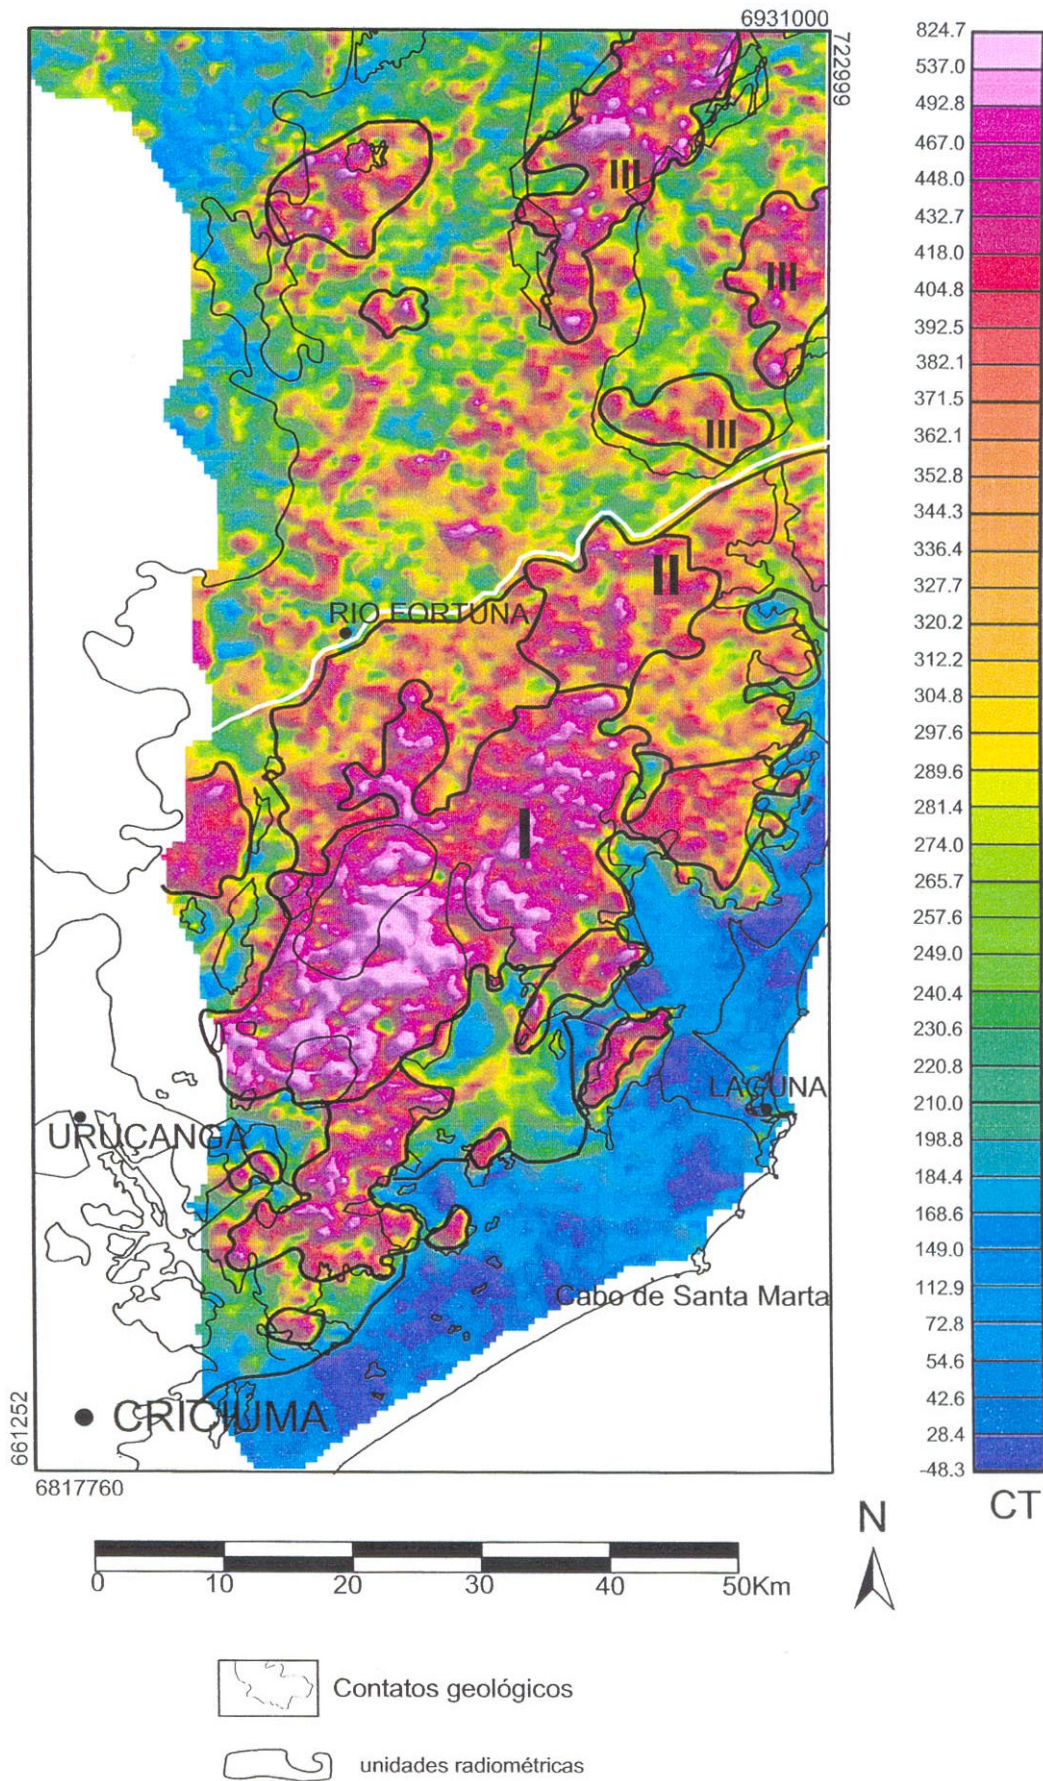 6931000
722999
III
III
III
II
RIO FORTUNA
I
LAGUNA
URUÇANGA
Cabo de Santa Marta
CRICIUMA
661252
6817760
824.7
537.0
492.8
467.0
448.0
432.7
418.0
404.8
392.5
382.1
371.5
362.1
352.8
344.3
336.4
327.7
320.2
312.2
304.8
297.6
289.6
281.4
274.0
265.7
257.6
249.0
240.4
230.6
220.8
210.0
198.8
184.4
168.6
149.0
112.9
72.8
54.6
42.6
28.4
-48.3
CT
N
0 10 20 30 40 50Km
Contatos geológicos
unidades radiométricas